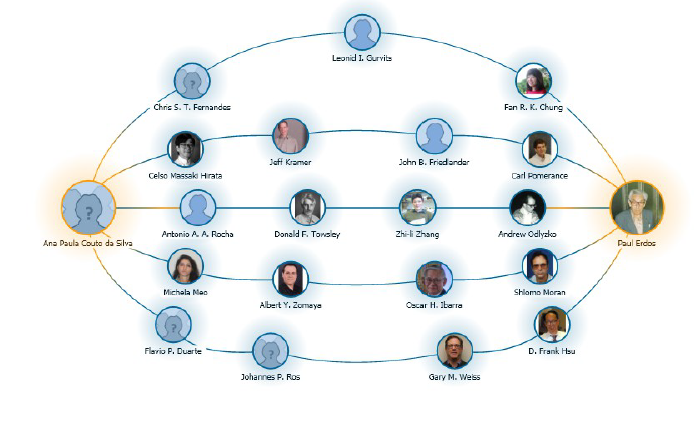 Leonid I. Gurvits
Chris S. T. Fernandes
Fan R. K. Chung
Celso Massaki Hirata
Jeff Kramer
John B. Friedlander
Carl Pomerance
Ana Paula Couto da Silva
Antonio A. A. Rocha
Donald F. Towsley
Zhi-li Zhang
Andrew Odlyzko
Paul Erdos
Michela Meo
Albert Y. Zomaya
Oscar H. Ibarra
Shlomo Moran
Flavio P. Duarte
Johannes P. Ros
Gary M. Weiss
D. Frank Hsu